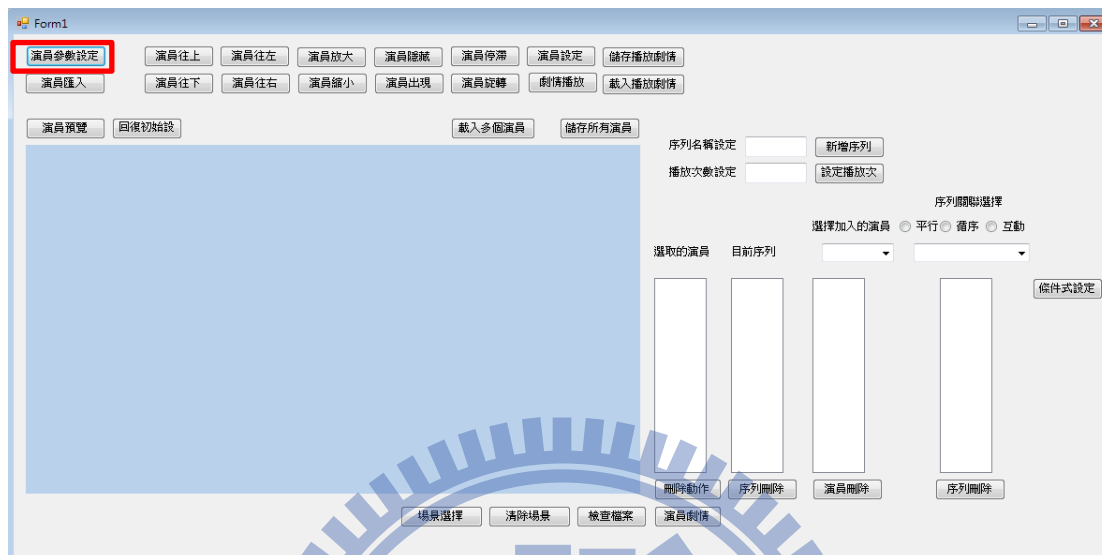 Form1
演員參數設定 演員往上 演員往左 演員放大 演員隱藏 演員停滯 演員設定 儲存播放劇情
演員匯入 演員往下 演員往右 演員縮小 演員出現 演員旋轉 劇情播放 載入播放劇情
演員預覽 回復初始設 載入多個演員 儲存所有演員
序列名稱設定 新增序列
播放次數設定 設定播放次
序列關聯選擇
選擇加入的演員 平行 循序 互動
選取的演員 目前序列
條件式設定
刪除動作 序列刪除 演員刪除 序列刪除
場景選擇 清除場景 檢查檔案 演員劇情